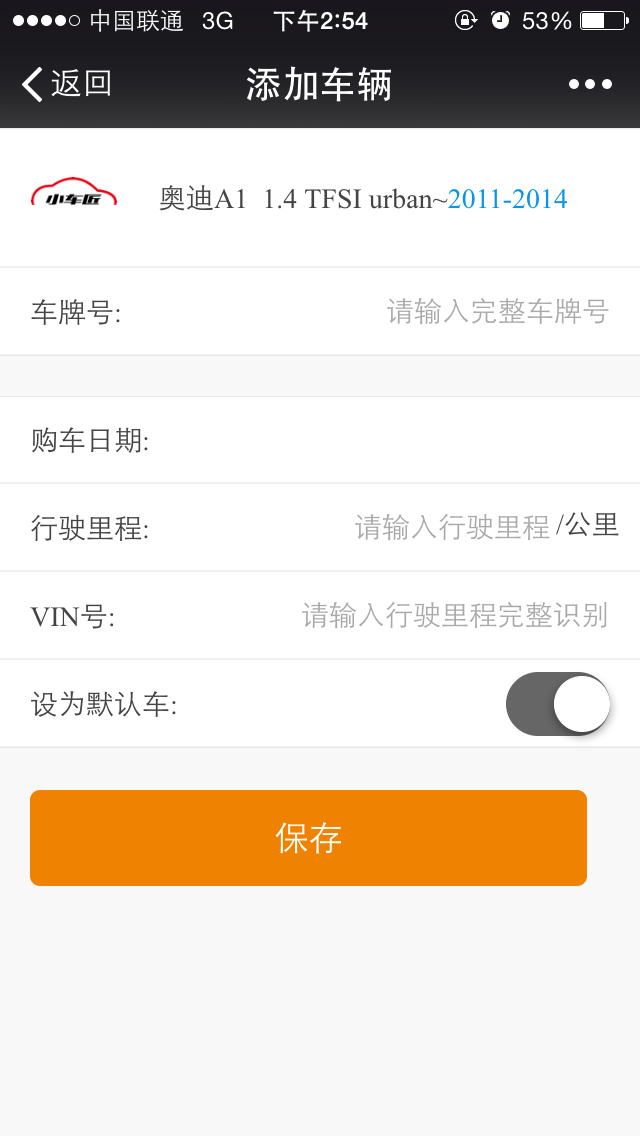 中国联通 3G 下午2:54 53%
返回 添加车辆
小车匠 奥迪A1 1.4 TFSI urban~2011-2014
车牌号: 请输入完整车牌号
购车日期:
行驶里程: 请输入行驶里程 /公里
VIN号: 请输入行驶里程完整识别
设为默认车:
保存